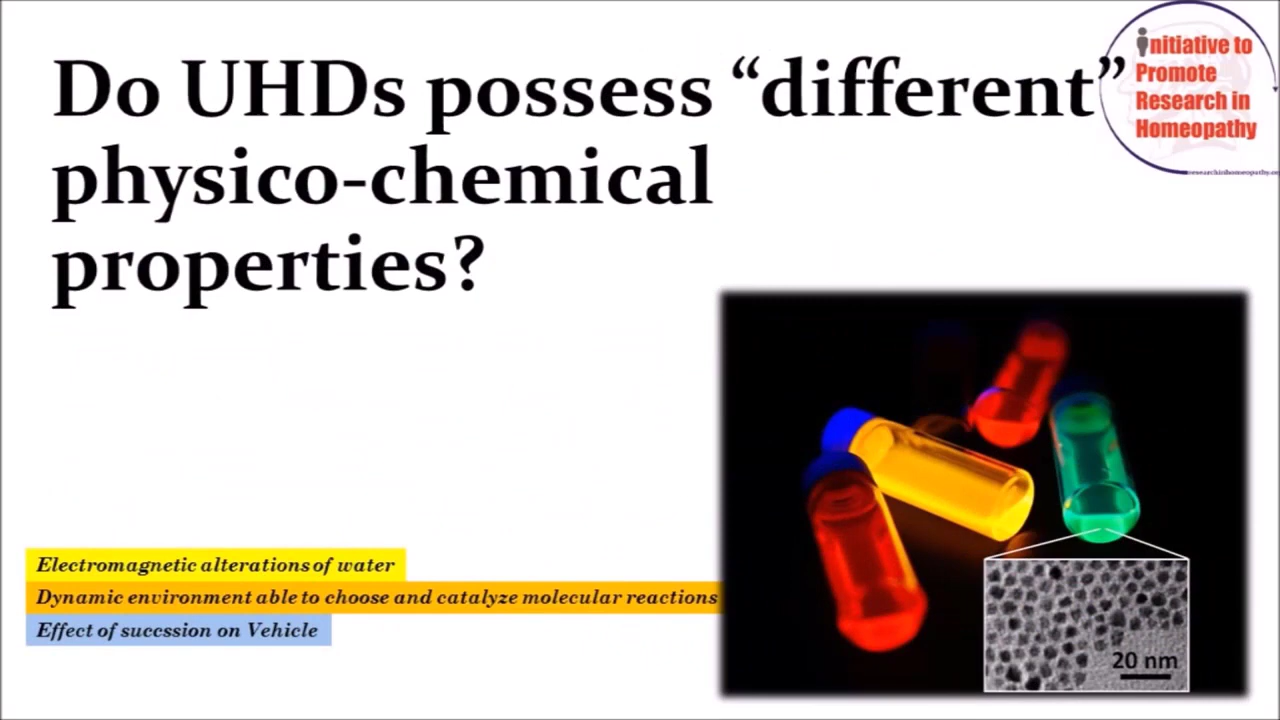 Do UHDs possess “different”
physico-chemical
properties?
initiative to
Promote
Research in
Homeopathy
Electromagnetic alterations of water
Dynamic environment able to choose and catalyze molecular reactions
Effect of succssion on Vehicle
20 nm